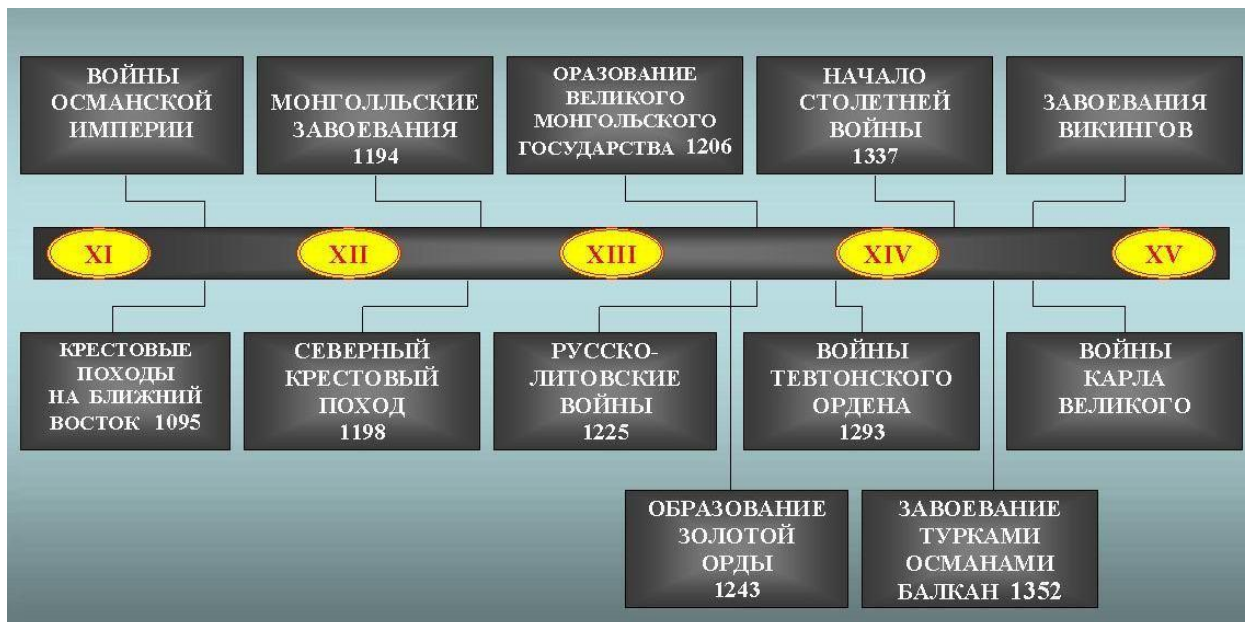 ВОЙНЫ
ОСМАНСКОЙ
ИМПЕРИИ
МОНГОЛЛЬСКИЕ
ЗАВОЕВАНИЯ
1194
ОРАЗОВАНИЕ
ВЕЛИКОГО
МОНГОЛЬСКОГО
ГОСУДАРСТВА 1206
НАЧАЛО
СТОЛЕТНЕЙ
ВОЙНЫ
1337
ЗАВОЕВАНИЯ
ВИКИНГОВ
XI
XII
XIII
XIV
XV
КРЕСТОВЫЕ
ПОХОДЫ
НА БЛИЖНИЙ
ВОСТОК 1095
СЕВЕРНЫЙ
КРЕСТОВЫЙ
ПОХОД
1198
РУССКО-
ЛИТОВСКИЕ
ВОЙНЫ
1225
ВОЙНЫ
ТЕВТОНСКОГО
ОРДЕНА
1293
ВОЙНЫ
КАРЛА
ВЕЛИКОГО
ОБРАЗОВАНИЕ
ЗОЛОТОЙ
ОРДЫ
1243
ЗАВОЕВАНИЕ
ТУРКАМИ
ОСМАНАМИ
БАЛКАН 1352